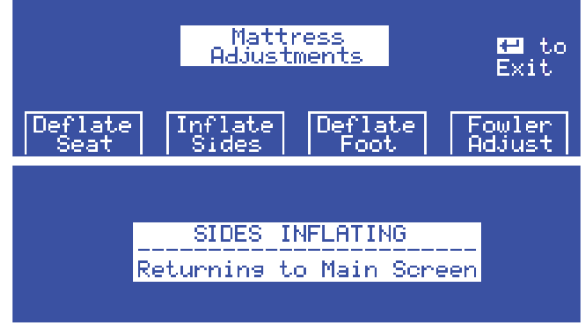 Mattress
Adjustments
↵ to
Exit
Deflate Seat
Inflate Sides
Deflate Foot
Fowler Adjust
SIDES INFLATING
Returning to Main Screen